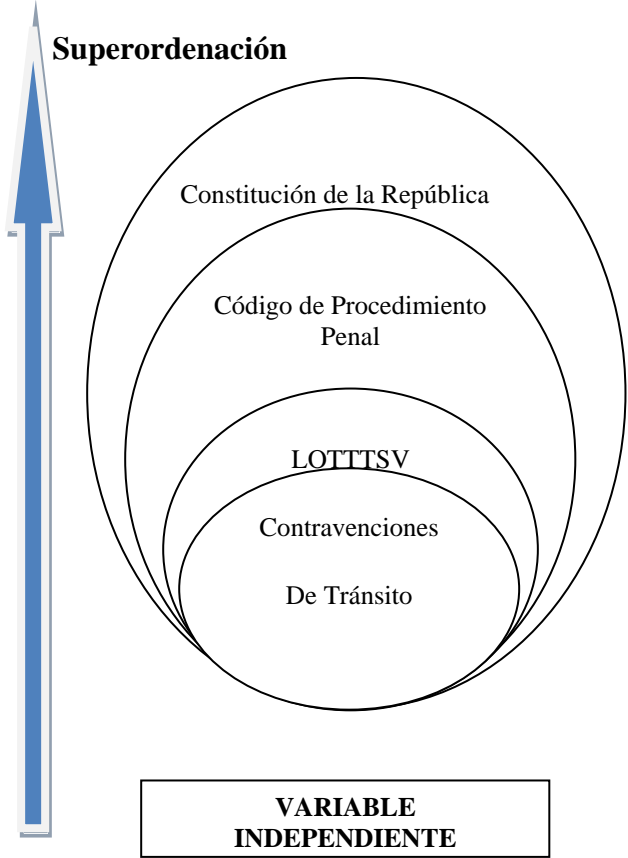 Superordenación
Constitución de la República
Código de Procedimiento
Penal
LOTTTSV
Contravenciones
De Tránsito
VARIABLE
INDEPENDIENTE